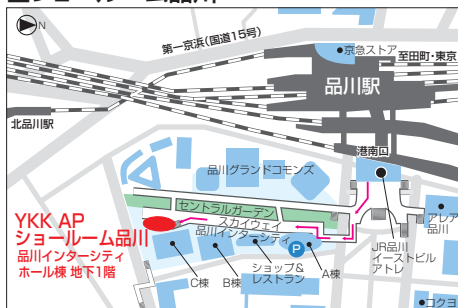 N
第一京浜(国道15号)
京急ストア
至田町・東京
品川駅
北品川駅
港南口
品川グランドコモンズ
セントラルガーデン
スカイウェイ
品川インターシティ
YKK AP
ショールーム品川
品川インターシティ
ホール棟 地下1階
C棟
B棟
ショップ&
レストラン
P
A棟
JR品川
イーストビル
アトレ
アレア
品川
コクヨ